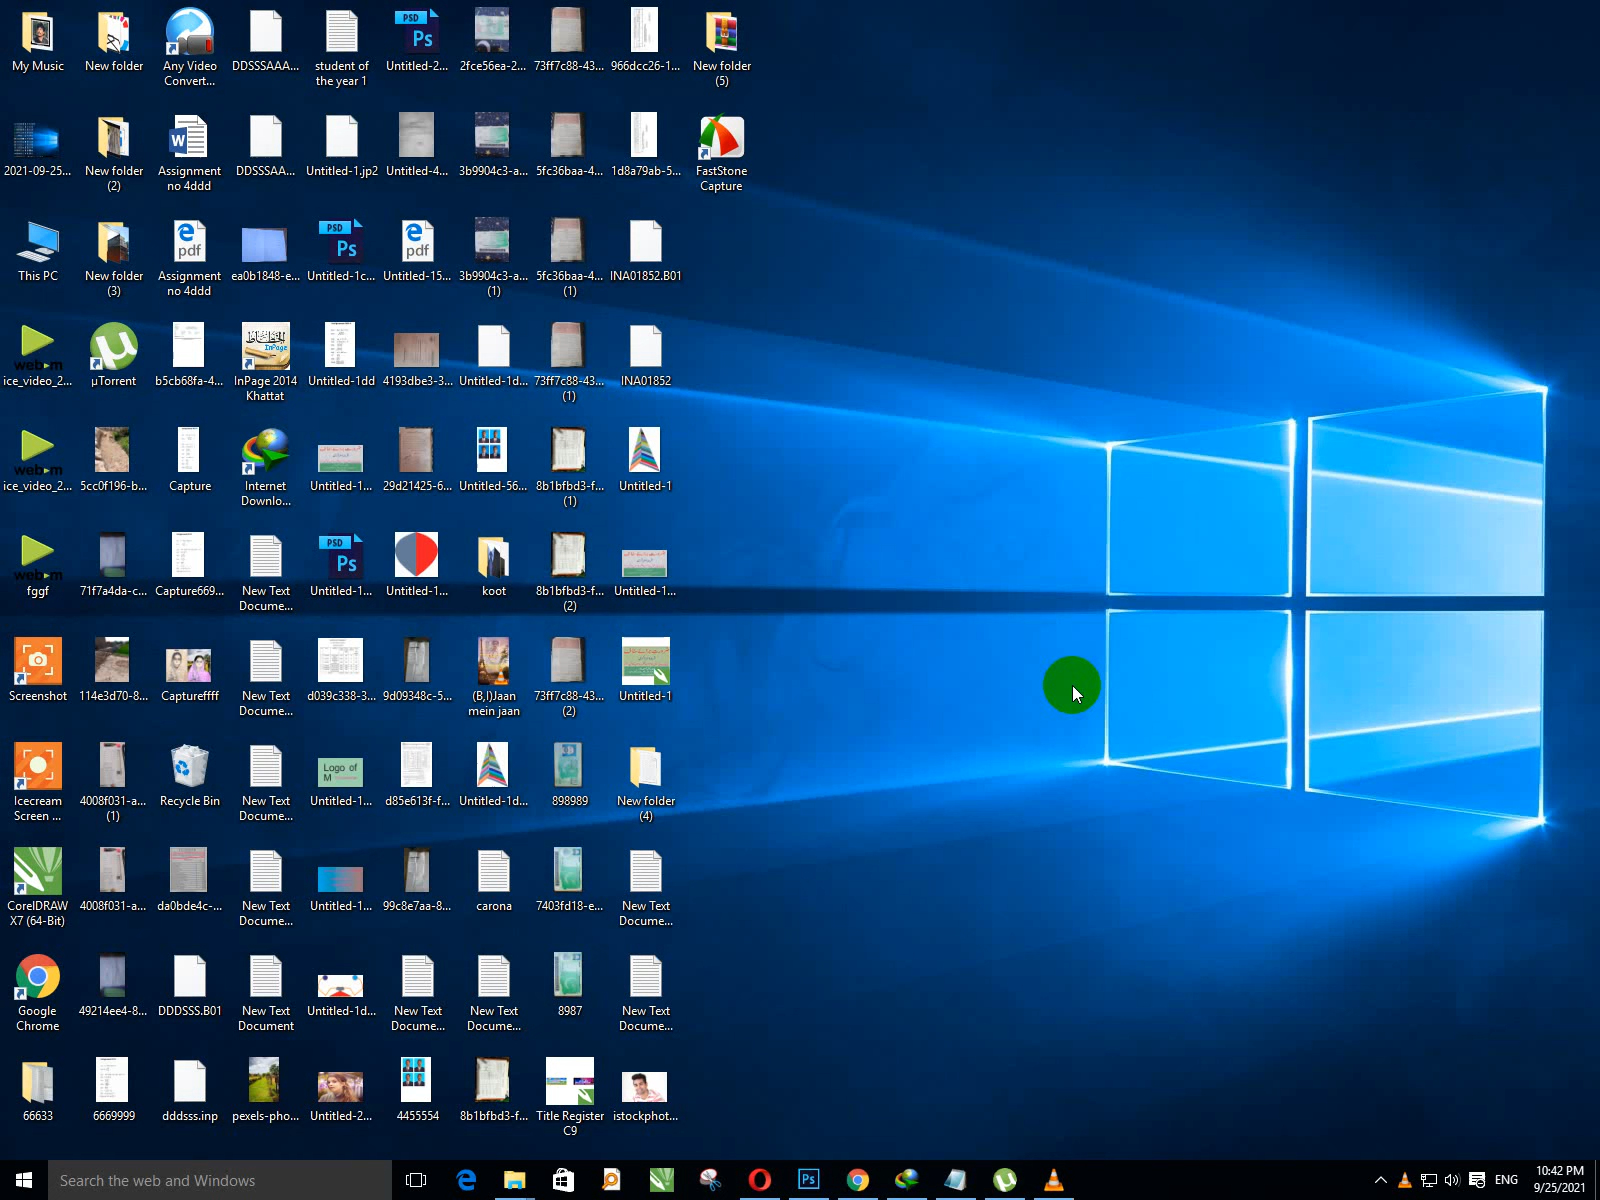 My Music
New folder
Any Video
Convert...
DDSSSAAA...
student of
the year 1
Untitled-2...
2fce56ea-2...
73ff7c88-43...
966dcc26-1...
New folder
(5)
2021-09-25...
New folder
(2)
Assignment
no 4ddd
DDSSSAA...
Untitled-1.jp2
Untitled-4...
3b9904c3-a...
5fc36baa-4...
1d8a79ab-5...
FastStone
Capture
This PC
New folder
(3)
Assignment
no 4ddd
ea0b1848-e...
Untitled-1c...
Untitled-15...
3b9904c3-a...
(1)
5fc36baa-4...
(1)
INA01852.B01
ice_video_2...
µTorrent
b5cb68fa-4...
InPage 2014
Khattat
Untitled-1dd
4193dbe3-3...
Untitled-1d...
73ff7c88-43...
(1)
INA01852
ice_video_2...
5cc0f196-b...
Capture
Internet
Downlo...
Untitled-1...
29d21425-6...
Untitled-56...
8b1bfbd3-f...
(1)
Untitled-1
fggf
71f7a4da-c...
Capture669...
New Text
Docume...
Untitled-1...
Untitled-1...
koot
8b1bfbd3-f...
(2)
Untitled-1...
Screenshot
114e3d70-8...
Captureffff
New Text
Docume...
d039c338-3...
9d09348c-5...
(B,I)Jaan
mein jaan
73ff7c88-43...
(2)
Untitled-1
Icecream
Screen ...
4008f031-a...
(1)
Recycle Bin
New Text
Docume...
Logo of
M
Untitled-1...
d85e613f-f...
Untitled-1d...
898989
New folder
(4)
CorelDRAW
X7 (64-Bit)
4008f031-a...
da0bde4c-...
New Text
Docume...
Untitled-1...
99c8e7aa-8...
carona
7403fd18-e...
New Text
Docume...
Google
Chrome
49214ee4-8...
DDDSSS.B01
New Text
Document
Untitled-1d...
New Text
Docume...
New Text
Docume...
8987
New Text
Docume...
66633
6669999
dddsss.inp
pexels-pho...
Untitled-2...
4455554
8b1bfbd3-f...
Title Register
C9
istockphot...
Search the web and Windows
ENG
10:42 PM
9/25/2021